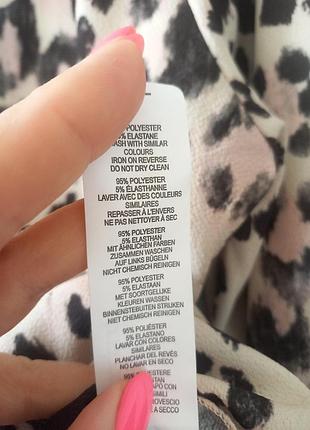 POLYESTER
ELASTANE
WITH SIMILAR
COLOURS
IRON ON REVERSE
DO NOT DRY CLEAN
95% POLYESTER
5% ELASTHANNE
LAVER AVEC DES COULEURS
SIMILAIRES
REPASSER À L'ENVERS
NE PAS NETTOYER À SEC
95% POLYESTER
5% ELASTHAN
MIT ÄHNLICHEN FARBEN
ZUSAMMEN WASCHEN
AUF LINKS BÜGELN
NICHT CHEMISCH REINIGEN
95% POLYESTER
5% ELASTAAN
MET SOORTGELIJKE
KLEUREN WASSEN
BINNENSTEBUITEN STRIJKEN
NIET CHEMISCH REINIGEN
95% POLIÉSTER
5% ELASTANO
LAVAR CON COLORES
SIMILARES
PLANCHAR DEL REVÉS
NO LAVAR EN SECO
95%